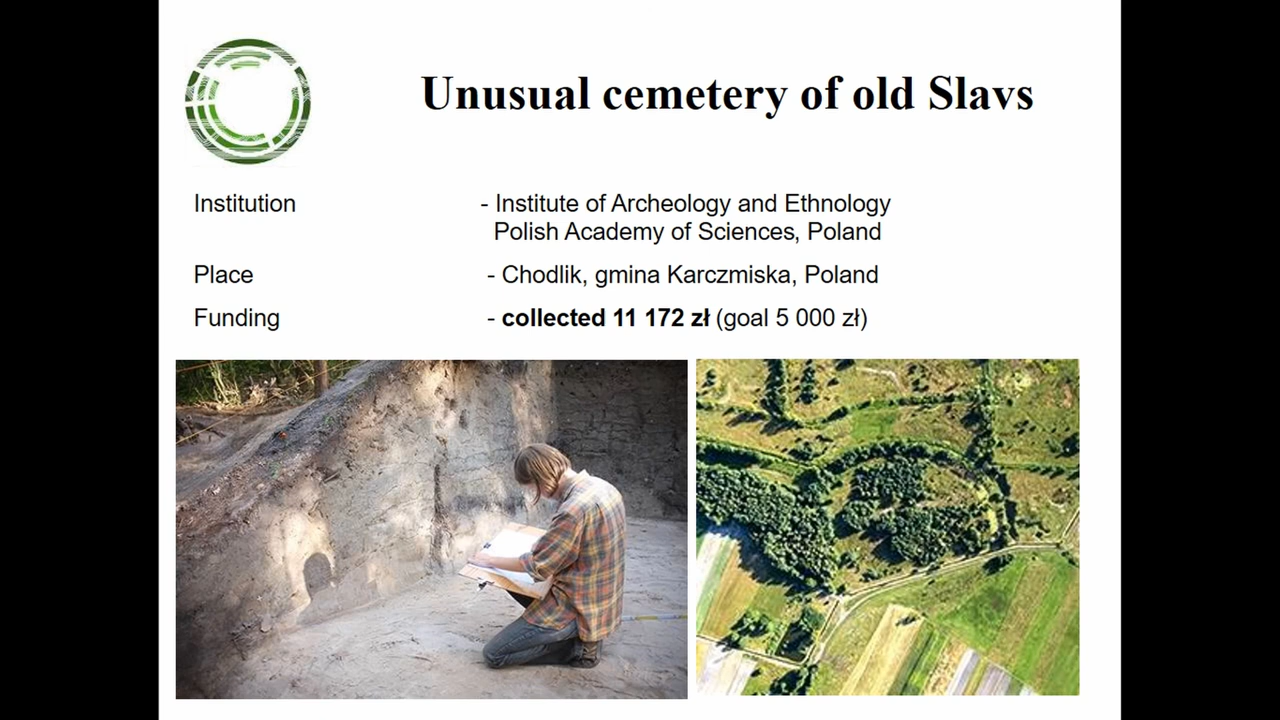 Unusual cemetery of old Slavs
Institution - Institute of Archeology and Ethnology
Polish Academy of Sciences, Poland
Place - Chodlik, gmina Karczmiska, Poland
Funding - collected 11 172 zł (goal 5 000 zł)